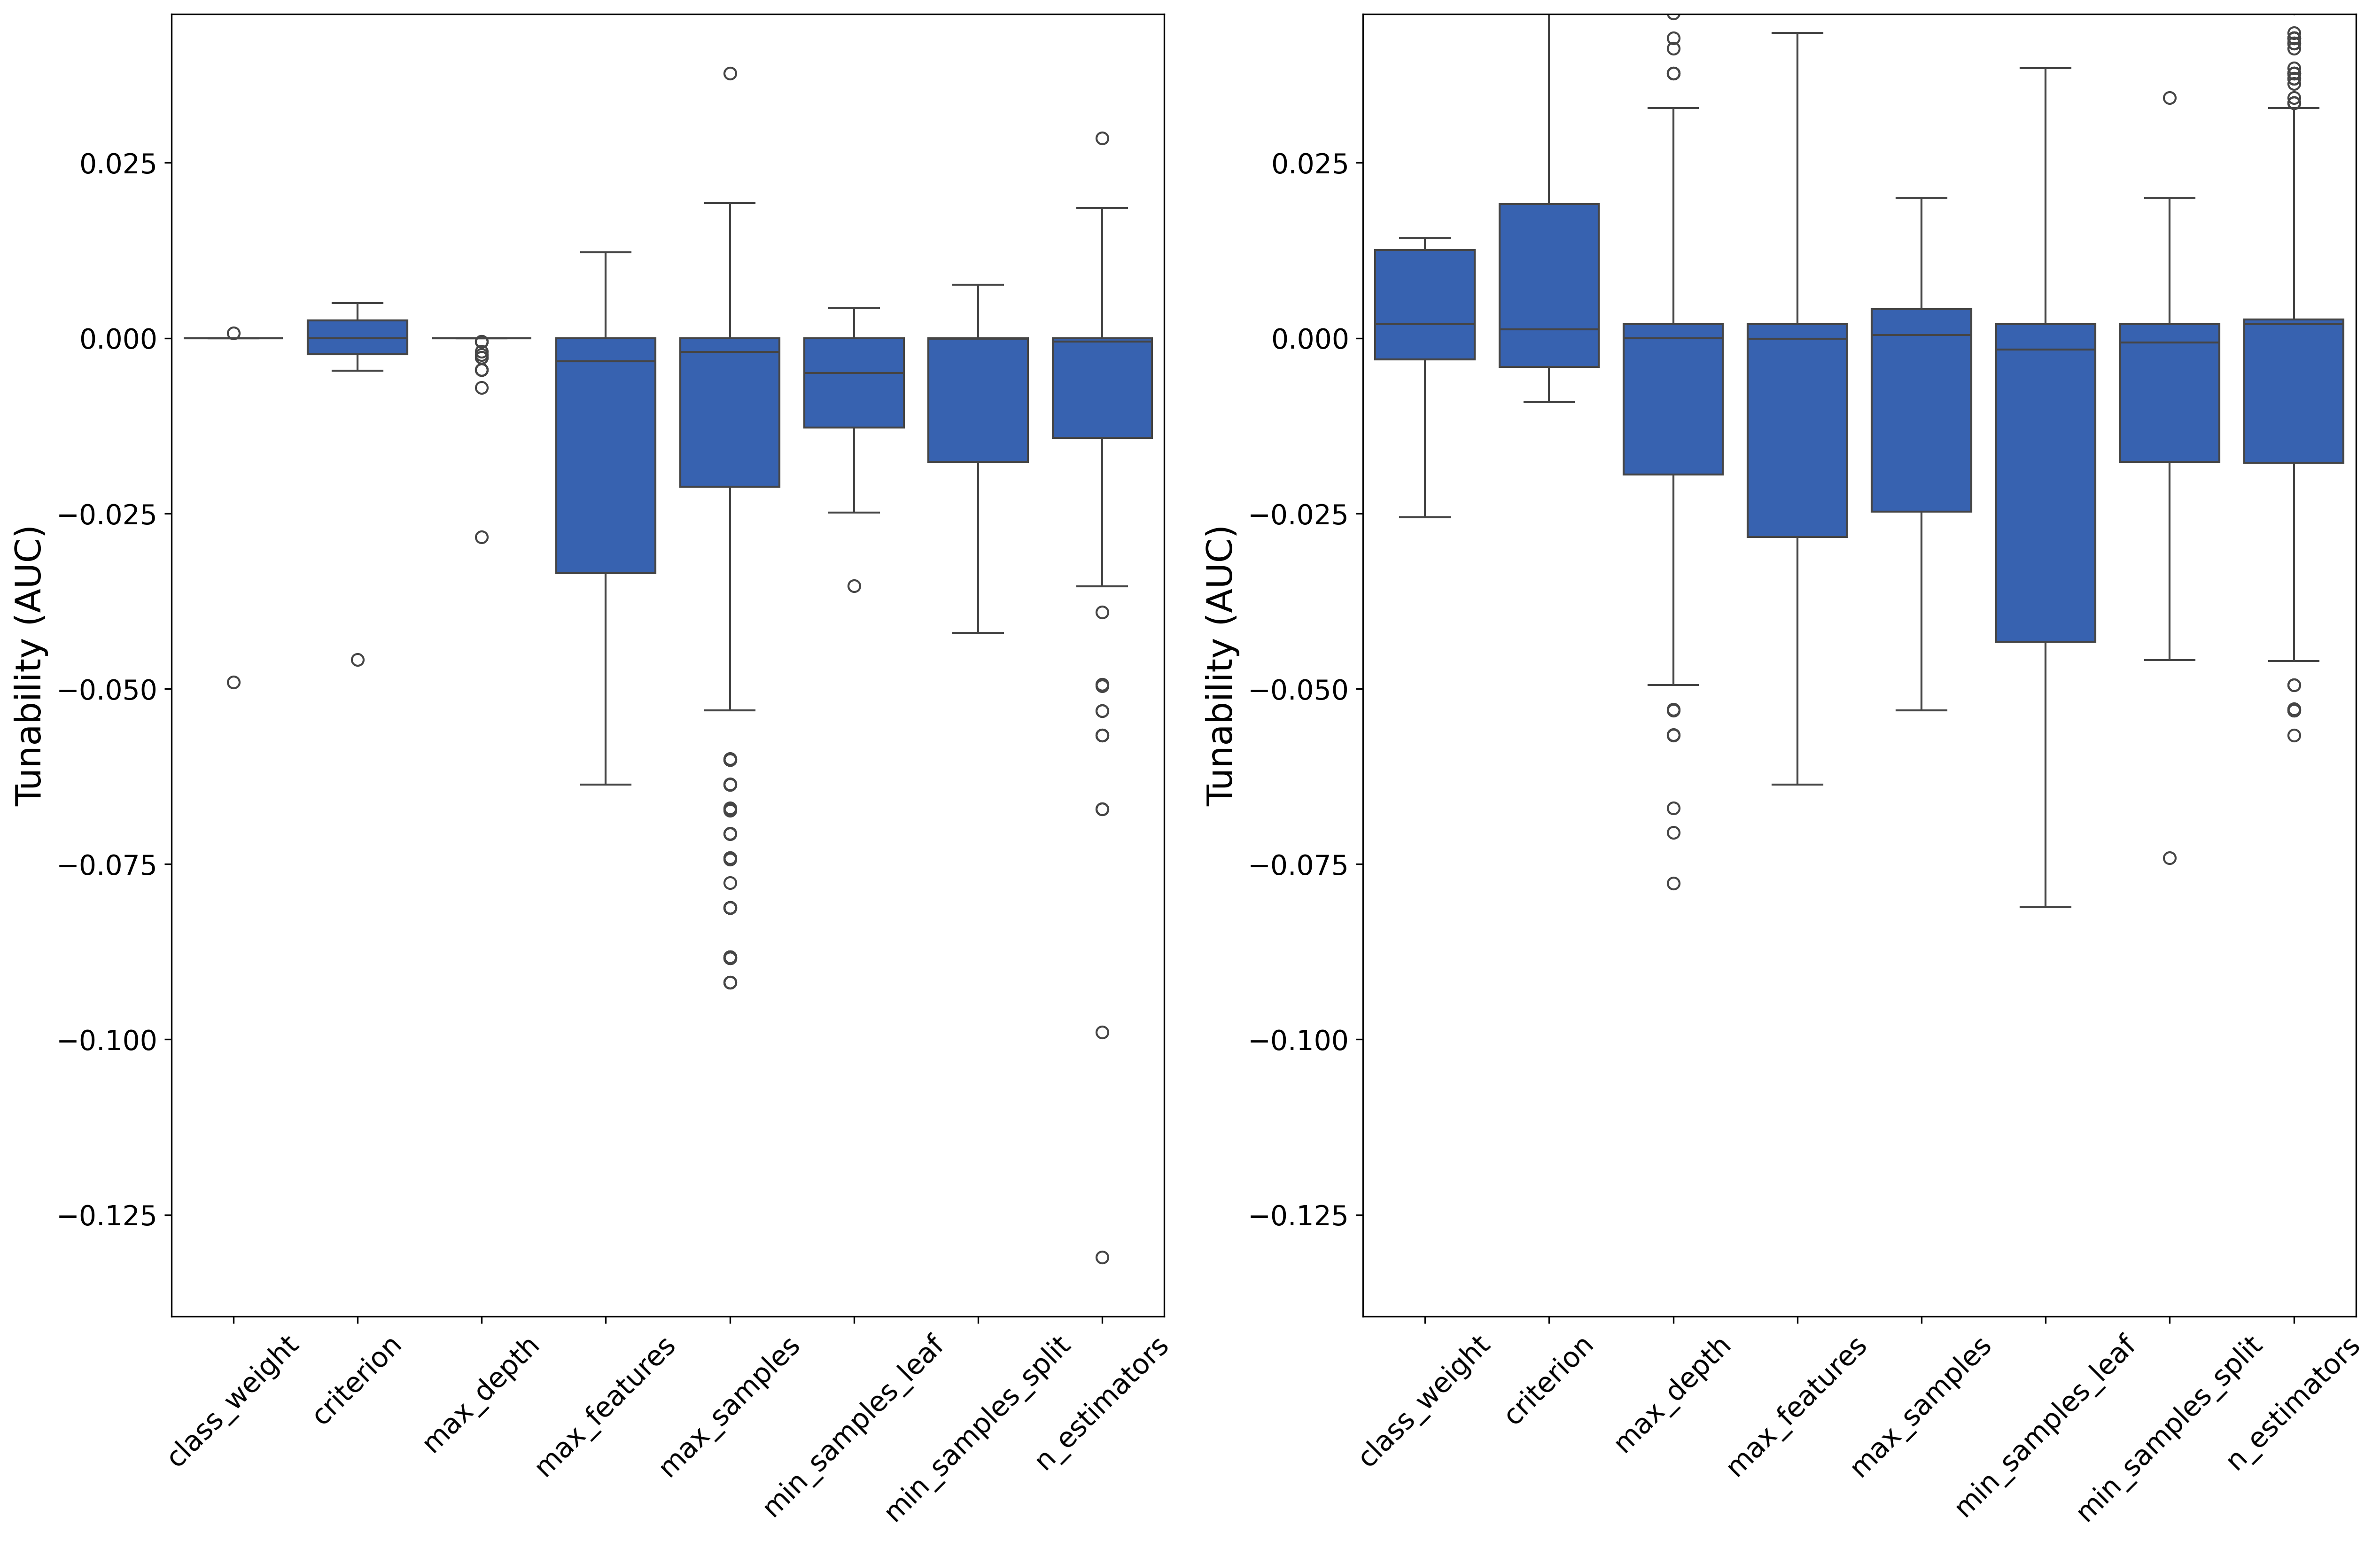 Tunability (AUC)
0.025
0.000
−0.025
−0.050
−0.075
−0.100
−0.125
class_weight
criterion
max_depth
max_features
max_samples
min_samples_leaf
min_samples_split
n_estimators
Tunability (AUC)
0.025
0.000
−0.025
−0.050
−0.075
−0.100
−0.125
class_weight
criterion
max_depth
max_features
max_samples
min_samples_leaf
min_samples_split
n_estimators